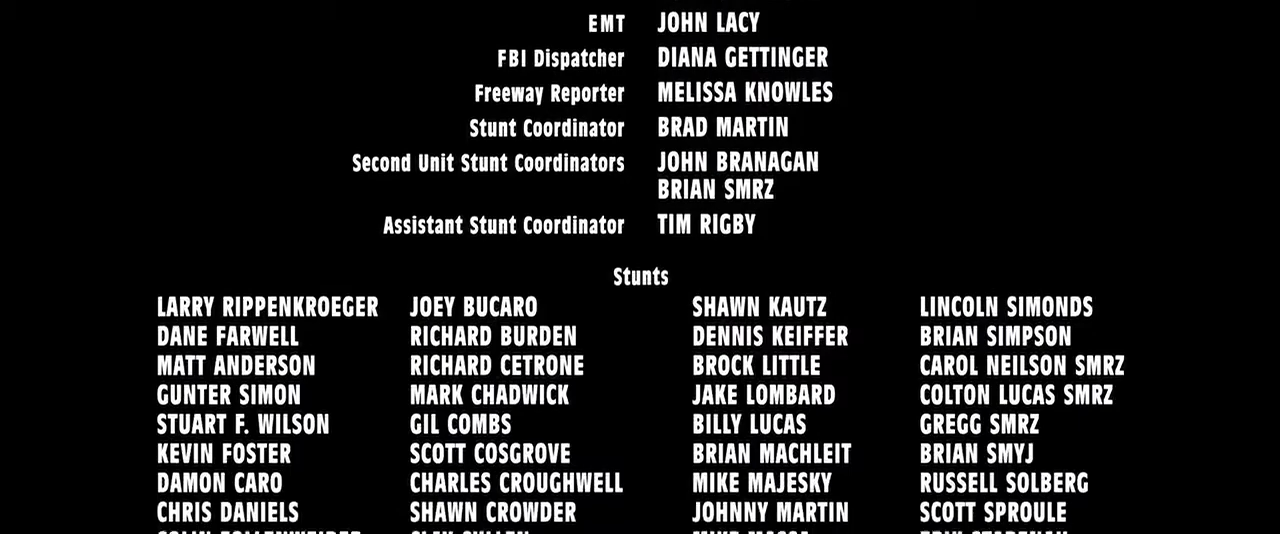 EMT JOHN LACY
FBI Dispatcher DIANA GETTINGER
Freeway Reporter MELISSA KNOWLES
Stunt Coordinator BRAD MARTIN
Second Unit Stunt Coordinators JOHN BRANAGAN
BRIAN SMRZ
Assistant Stunt Coordinator TIM RIGBY
Stunts
LARRY RIPPENKROEGER JOEY BUCARO SHAWN KAUTZ LINCOLN SIMONDS
DANE FARWELL RICHARD BURDEN DENNIS KEIFFER BRIAN SIMPSON
MATT ANDERSON RICHARD CETRONE BROCK LITTLE CAROL NEILSON SMRZ
GUNTER SIMON MARK CHADWICK JAKE LOMBARD COLTON LUCAS SMRZ
STUART F. WILSON GIL COMBS BILLY LUCAS GREGG SMRZ
KEVIN FOSTER SCOTT COSGROVE BRIAN MACHLEIT BRIAN SMYJ
DAMON CARO CHARLES CROUGHWELL MIKE MAJESKY RUSSELL SOLBERG
CHRIS DANIELS SHAWN CROWDER JOHNNY MARTIN SCOTT SPROULE